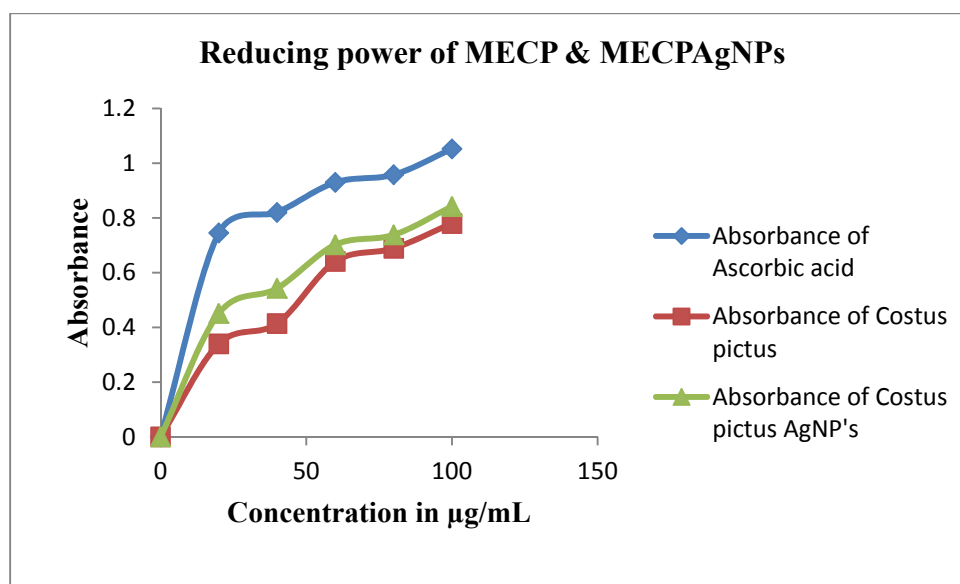 Reducing power of MECP & MECPAgNPs
1.2
1
0.8
0.6
0.4
0.2
0
Absorbance
0 50 100 150
Concentration in µg/mL
Absorbance of
Ascorbic acid
Absorbance of Costus
pictus
Absorbance of Costus
pictus AgNP's